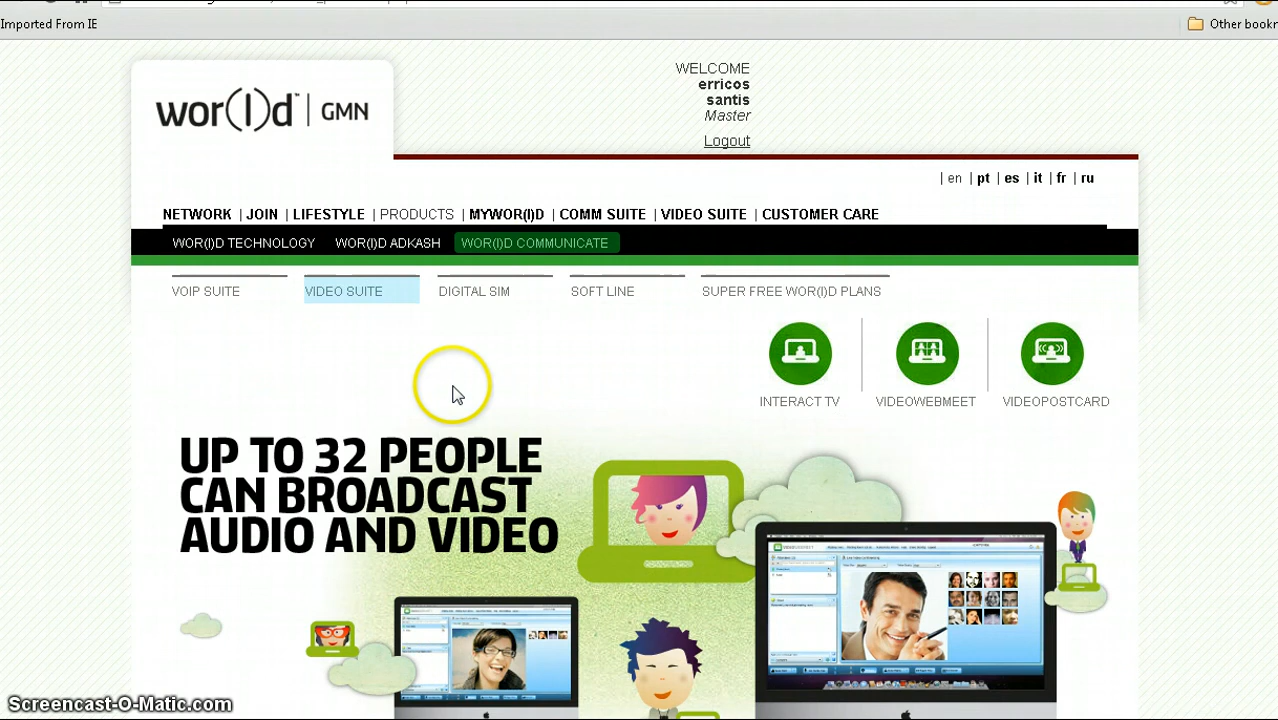 Imported From IE
Other bookr
wor(l)d™ | GMN
WELCOME
erricos
santis
Master
Logout
| en | pt | es | it | fr | ru
NETWORK | JOIN | LIFESTYLE | PRODUCTS | MYWOR(I)D | COMM SUITE | VIDEO SUITE | CUSTOMER CARE
WOR(I)D TECHNOLOGY WOR(I)D ADKASH WOR(I)D COMMUNICATE
VOIP SUITE VIDEO SUITE DIGITAL SIM SOFT LINE SUPER FREE WOR(I)D PLANS
INTERACT TV VIDEOWEBMEET VIDEOPOSTCARD
UP TO 32 PEOPLE
CAN BROADCAST
AUDIO AND VIDEO
Screencast-O-Matic.com